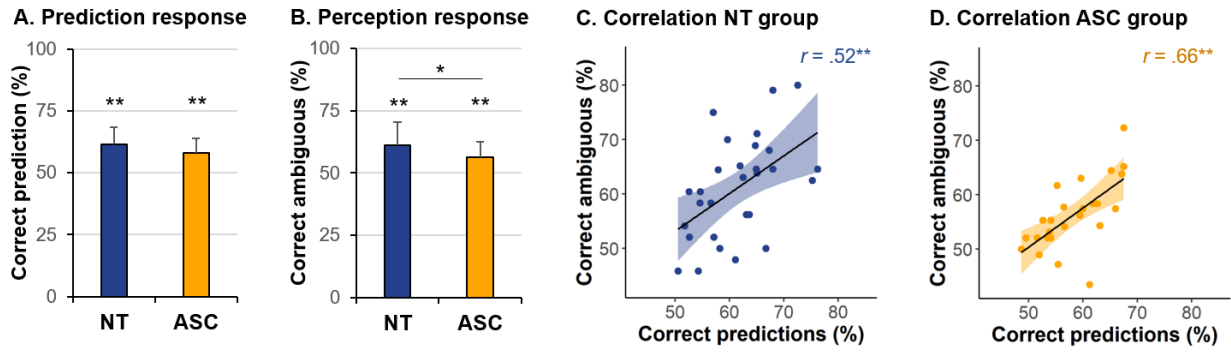 A. Prediction response
Correct prediction (%)
100
75
50
25
0
**
**
NT
ASC
B. Perception response
Correct ambiguous (%)
100
75
50
25
0
*
**
**
NT
ASC
C. Correlation NT group
r = .52**
Correct ambiguous (%)
80
70
60
50
50
60
70
80
Correct predictions (%)
D. Correlation ASC group
r = .66**
Correct ambiguous (%)
80
70
60
50
50
60
70
80
Correct predictions (%)